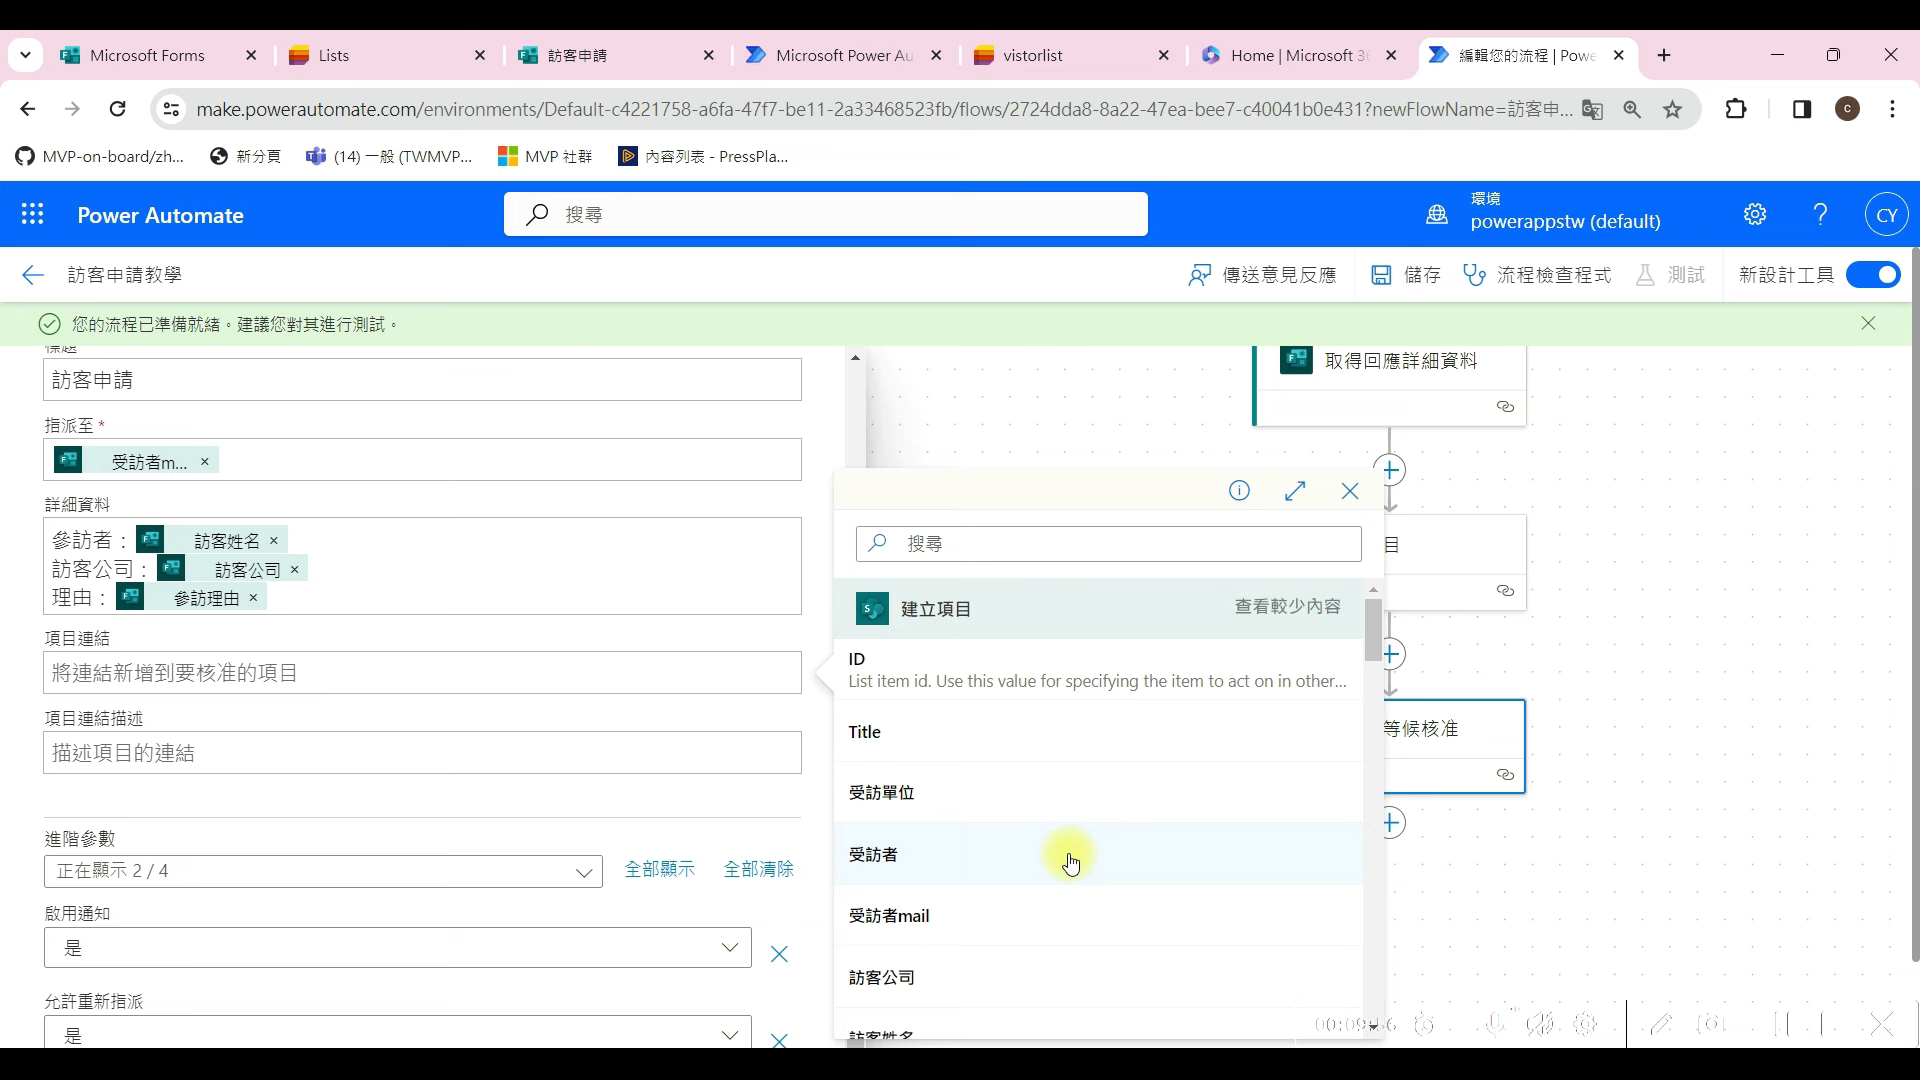 Microsoft Forms
Lists
訪客申請
Microsoft Power Au
vistorlist
Home | Microsoft 36
編輯您的流程 | Powe
make.powerautomate.com/environments/Default-c4221758-a6fa-47f7-be11-2a33468523fb/flows/2724dda8-8a22-47ea-bee7-c40041b0e431?newFlowName=訪客申...
C
MVP-on-board/zh...
新分頁
(14) 一般 (TWMVP...
MVP 社群
內容列表 - PressPla...
Power Automate
搜尋
環境
powerappstw (default)
CY
訪客申請教學
傳送意見反應
儲存
流程檢查程式
測試
新設計工具
您的流程已準備就緒。建議您對其進行測試。
標題
訪客申請
指派至 *
受訪者m...
詳細資料
參訪者：訪客姓名
訪客公司：訪客公司
理由：參訪理由
項目連結
將連結新增到要核准的項目
項目連結描述
描述項目的連結
進階參數
正在顯示 2 / 4
全部顯示
全部清除
啟用通知
是
允許重新指派
是
搜尋
建立項目
查看較少內容
ID
List item id. Use this value for specifying the item to act on in other...
Title
受訪單位
受訪者
受訪者mail
訪客公司
訪客姓名
取得回應詳細資料
目
等候核准